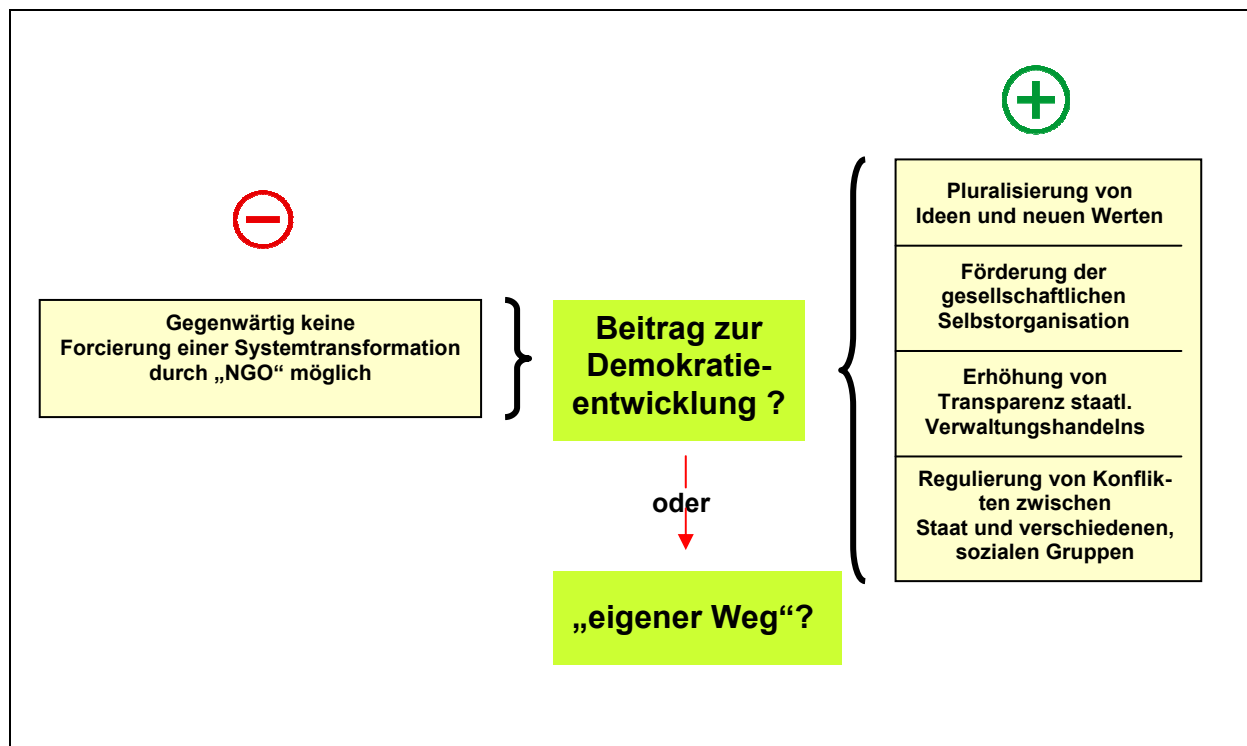 Gegenwärtig keine
Forcierung einer Systemtransformation
durch „NGO“ möglich
Beitrag zur
Demokratie-
entwicklung ?
oder
„eigener Weg“?
Pluralisierung von
Ideen und neuen Werten
Förderung der
gesellschaftlichen
Selbstorganisation
Erhöhung von
Transparenz staatl.
Verwaltungshandelns
Regulierung von Konflik-
ten zwischen
Staat und verschiedenen,
sozialen Gruppen